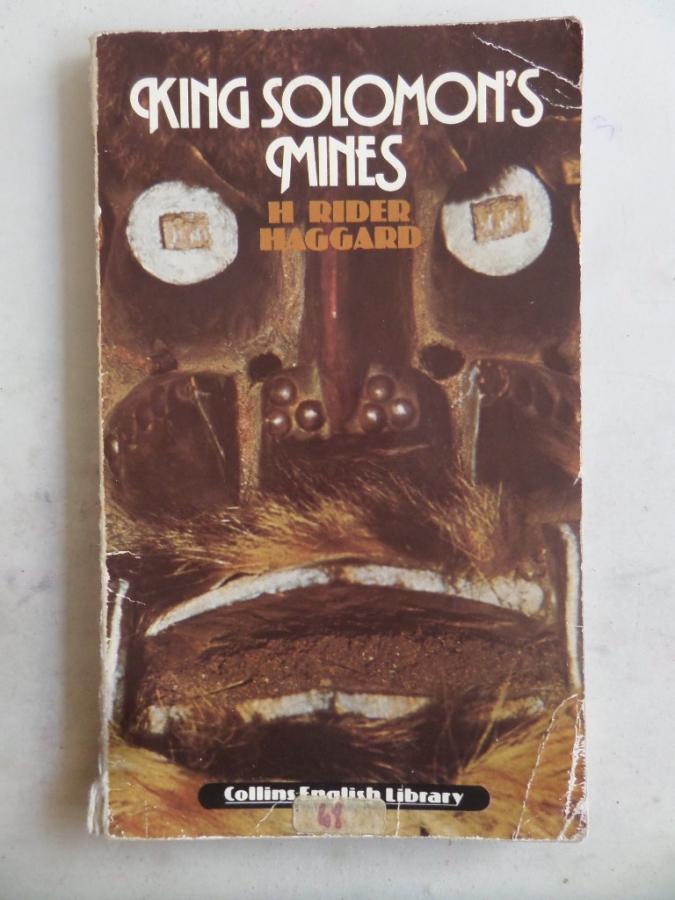 KING SOLOMON'S
MINES
H RIDER
HAGGARD
Collins English Library